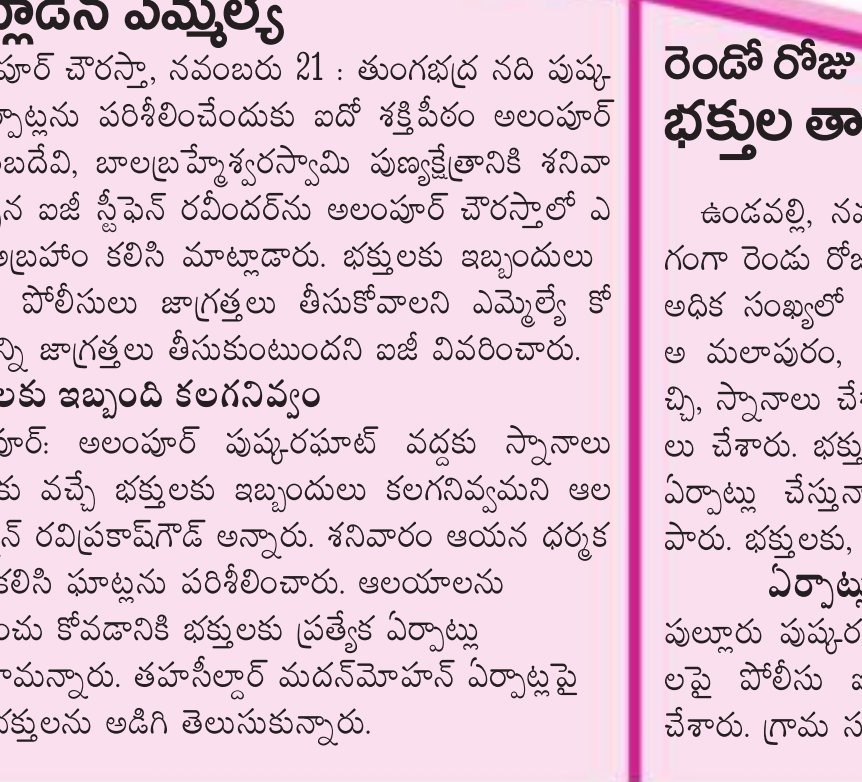 ల్లాడిన ఎమ్మెల్యే
పూర్ చౌరస్తా, నవంబరు 21 : తుంగభద్ర నది పుష్క
ర్పాట్లను పరిశీలించేందుకు ఐదో శక్తిపీఠం అలంపూర్
ంబదేవి, బాలబ్రహ్మేశ్వరస్వామి పుణ్యక్షేత్రానికి శనివా
న ఐజీ స్టీఫెన్ రవీందర్‌ను అలంపూర్ చౌరస్తాలో ఎ
అబ్రహాం కలిసి మాట్లాడారు. భక్తులకు ఇబ్బందులు
పోలీసులు జాగ్రత్తలు తీసుకోవాలని ఎమ్మెల్యే కో
న్ని జాగ్రత్తలు తీసుకుంటుందని ఐజీ వివరించారు.
లకు ఇబ్బంది కలగనివ్వం
పూర్: అలంపూర్ పుష్కరఘాట్ వద్దకు స్నానాలు
కు వచ్చే భక్తులకు ఇబ్బందులు కలగనివ్వమని ఆల
న్ రవిప్రకాష్‌గౌడ్ అన్నారు. శనివారం ఆయన ధర్మక
కలిసి ఘాట్లను పరిశీలించారు. ఆలయాలను
ంచు కోవడానికి భక్తులకు ప్రత్యేక ఏర్పాట్లు
ామన్నారు. తహసీల్దార్ మదన్‌మోహన్ ఏర్పాట్లపై
భక్తులను అడిగి తెలుసుకున్నారు.
రెండో రోజు
భక్తుల తా
ఉండవల్లి, నవ
గంగా రెండు రోజ
అధిక సంఖ్యలో
అ మలాపురం,
చ్చి, స్నానాలు చే
లు చేశారు. భక్తు
ఏర్పాట్లు చేస్తునా
పారు. భక్తులకు,
ఏర్పాట్ల
పుల్లూరు పుష్కర
లపై పోలీసు ఐ
చేశారు. గ్రామ స